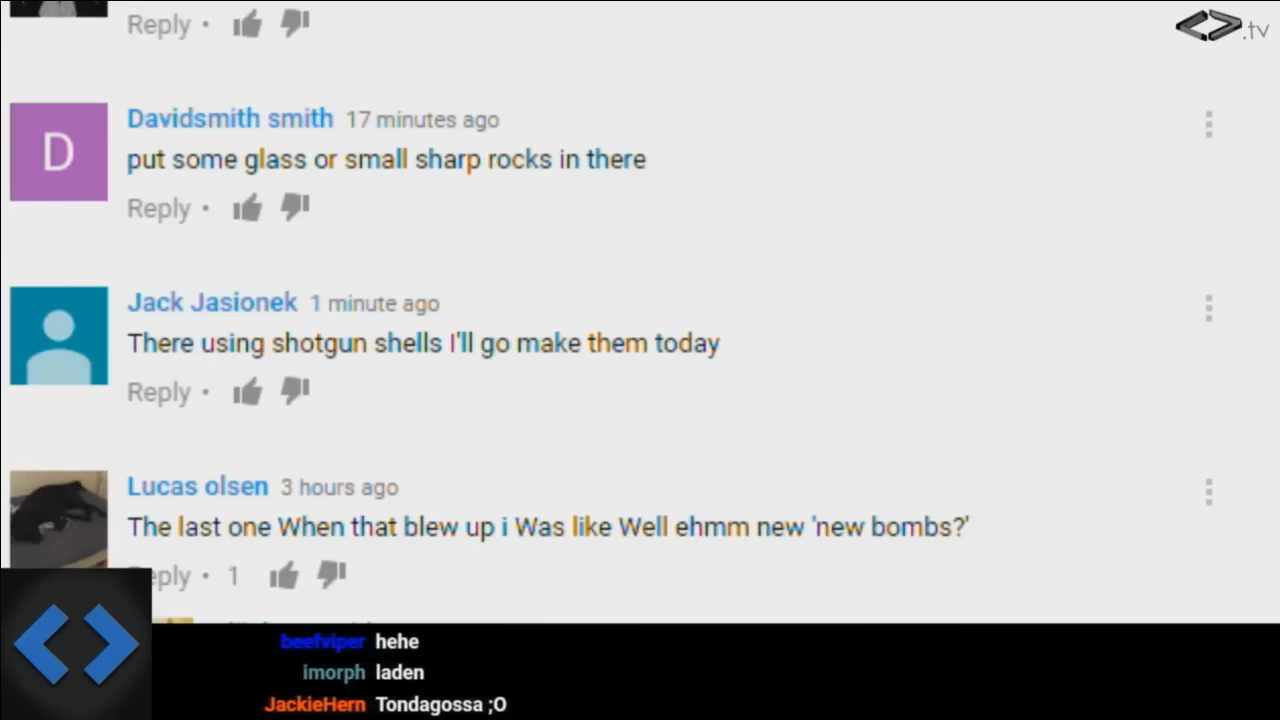 Reply •
.tv
D
Davidsmith smith 17 minutes ago
put some glass or small sharp rocks in there
Reply •
Jack Jasionek 1 minute ago
There using shotgun shells I'll go make them today
Reply •
Lucas olsen 3 hours ago
The last one When that blew up i Was like Well ehmm new 'new bombs?'
eply • 1
beefviper hehe
imorph laden
JackieHern Tondagossa ;O